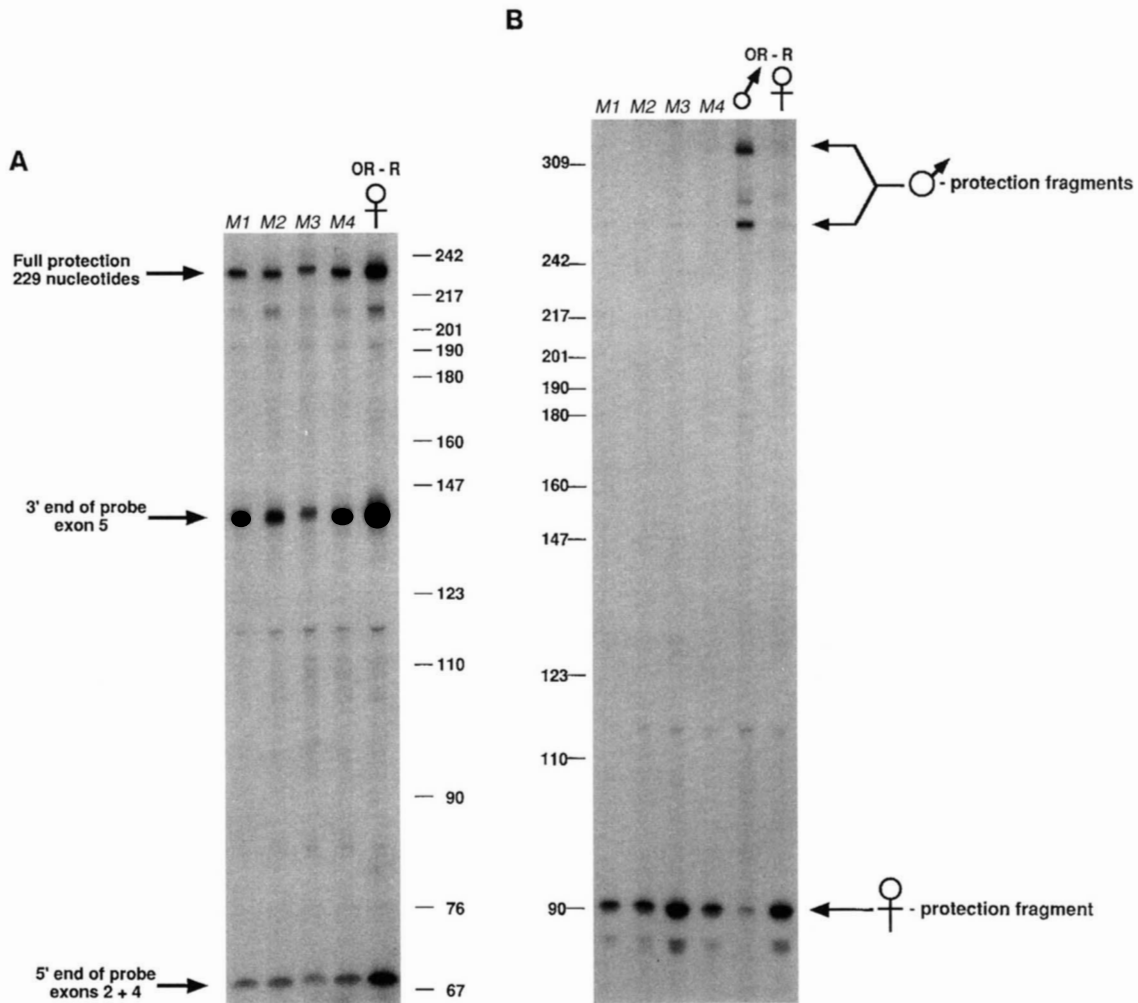 A
OR - R
♀
M1 M2 M3 M4
Full protection
229 nucleotides
3' end of probe
exon 5
5' end of probe
exons 2 + 4
242
217
201
190
180
160
147
123
110
90
76
67
B
OR - R
♂ ♀
M1 M2 M3 M4
309
242
217
201
190
180
160
147
123
110
90
♂ - protection fragments
♀ - protection fragment